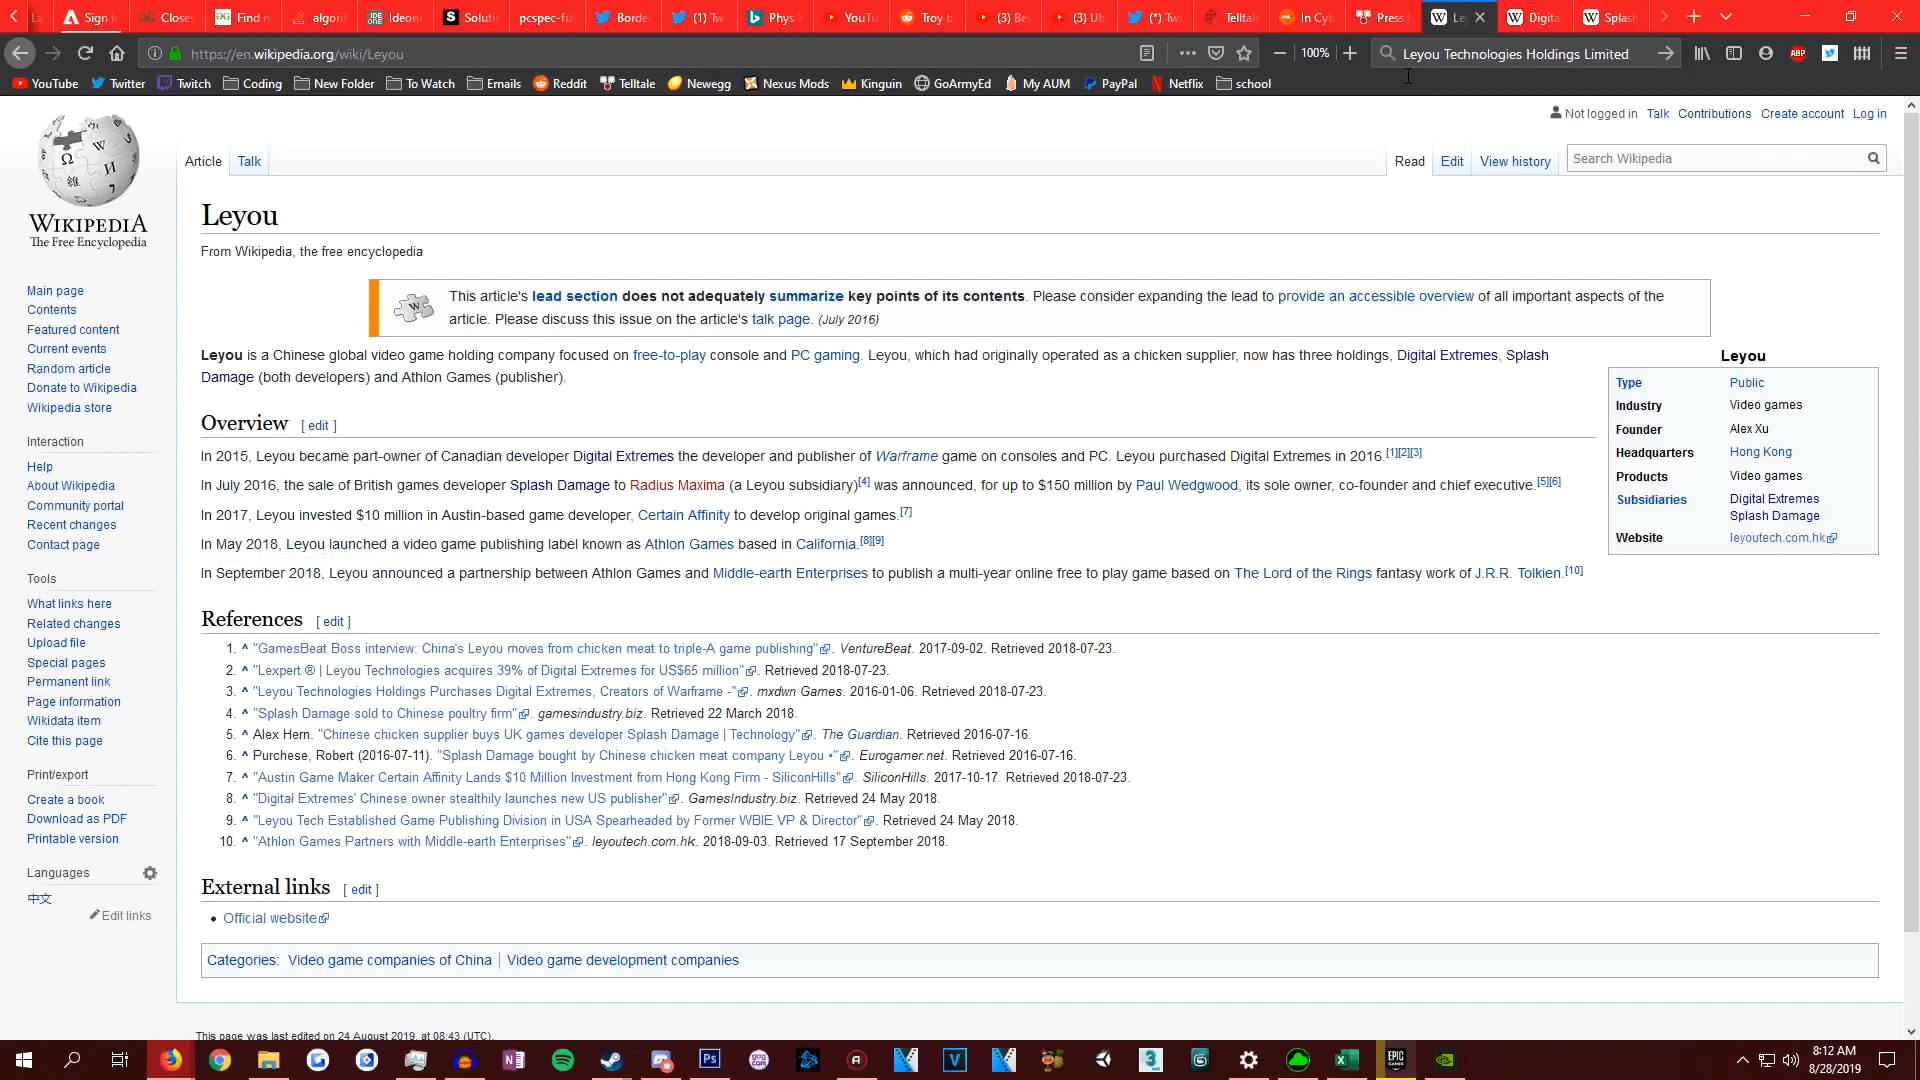 Sign in
Closes
Find n
algorit
Ideone
Soluti
pcspec-ful
Border
(1) Tw
Phys
YouTu
Troy b
(3) Be
(3) Ub
(*) Tw
Telltal
In Cyb
Press
Ley
Digital
Splash
https://en.wikipedia.org/wiki/Leyou
100%
Leyou Technologies Holdings Limited
ABP
YouTube Twitter Twitch Coding New Folder To Watch Emails Reddit Telltale Newegg Nexus Mods Kinguin GoArmyEd My AUM PayPal Netflix school
Not logged in Talk Contributions Create account Log in
Article Talk Read Edit View history Search Wikipedia
WIKIPEDIA
The Free Encyclopedia
Main page
Contents
Featured content
Current events
Random article
Donate to Wikipedia
Wikipedia store
Interaction
Help
About Wikipedia
Community portal
Recent changes
Contact page
Tools
What links here
Related changes
Upload file
Special pages
Permanent link
Page information
Wikidata item
Cite this page
Print/export
Create a book
Download as PDF
Printable version
Languages
中文
Edit links
Leyou
From Wikipedia, the free encyclopedia
This article's lead section does not adequately summarize key points of its contents. Please consider expanding the lead to provide an accessible overview of all important aspects of the
article. Please discuss this issue on the article's talk page. (July 2016)
Leyou is a Chinese global video game holding company focused on free-to-play console and PC gaming. Leyou, which had originally operated as a chicken supplier, now has three holdings, Digital Extremes, Splash
Damage (both developers) and Athlon Games (publisher).
Leyou
Type Public
Industry Video games
Founder Alex Xu
Headquarters Hong Kong
Products Video games
Subsidiaries Digital Extremes
Splash Damage
Website leyoutech.com.hk
Overview [ edit ]
In 2015, Leyou became part-owner of Canadian developer Digital Extremes the developer and publisher of Warframe game on consoles and PC. Leyou purchased Digital Extremes in 2016.[1][2][3]
In July 2016, the sale of British games developer Splash Damage to Radius Maxima (a Leyou subsidiary)[4] was announced, for up to $150 million by Paul Wedgwood, its sole owner, co-founder and chief executive.[5][6]
In 2017, Leyou invested $10 million in Austin-based game developer, Certain Affinity to develop original games.[7]
In May 2018, Leyou launched a video game publishing label known as Athlon Games based in California.[8][9]
In September 2018, Leyou announced a partnership between Athlon Games and Middle-earth Enterprises to publish a multi-year online free to play game based on The Lord of the Rings fantasy work of J.R.R. Tolkien.[10]
References [ edit ]
1. ^ "GamesBeat Boss interview: China's Leyou moves from chicken meat to triple-A game publishing". VentureBeat. 2017-09-02. Retrieved 2018-07-23.
2. ^ "Lexpert ® | Leyou Technologies acquires 39% of Digital Extremes for US$65 million". Retrieved 2018-07-23.
3. ^ "Leyou Technologies Holdings Purchases Digital Extremes, Creators of Warframe -". mxdwn Games. 2016-01-06. Retrieved 2018-07-23.
4. ^ "Splash Damage sold to Chinese poultry firm". gamesindustry.biz. Retrieved 22 March 2018.
5. ^ Alex Hern. "Chinese chicken supplier buys UK games developer Splash Damage | Technology". The Guardian. Retrieved 2016-07-16.
6. ^ Purchese, Robert (2016-07-11). "Splash Damage bought by Chinese chicken meat company Leyou •". Eurogamer.net. Retrieved 2016-07-16.
7. ^ "Austin Game Maker Certain Affinity Lands $10 Million Investment from Hong Kong Firm - SiliconHills". SiliconHills. 2017-10-17. Retrieved 2018-07-23.
8. ^ "Digital Extremes' Chinese owner stealthily launches new US publisher". GamesIndustry.biz. Retrieved 24 May 2018.
9. ^ "Leyou Tech Established Game Publishing Division in USA Spearheaded by Former WBIE VP & Director". Retrieved 24 May 2018.
10. ^ "Athlon Games Partners with Middle-earth Enterprises". leyoutech.com.hk. 2018-09-03. Retrieved 17 September 2018.
External links [ edit ]
• Official website
Categories: Video game companies of China | Video game development companies
This page was last edited on 24 August 2019, at 08:43 (UTC).
8:12 AM
8/28/2019